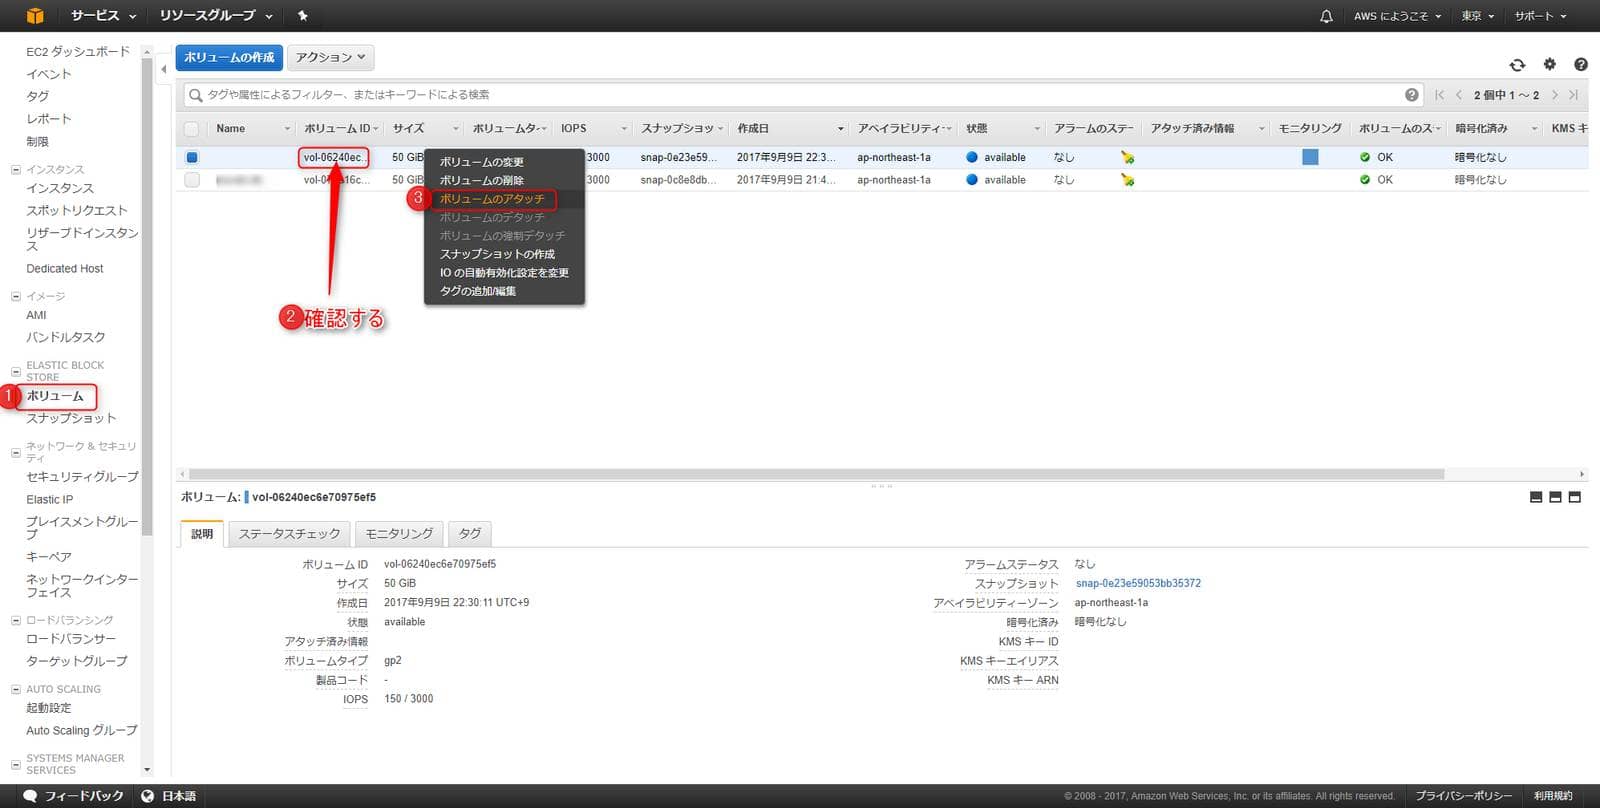 サービス
リソースグループ
AWS にようこそ
東京
サポート
EC2 ダッシュボード
イベント
タグ
レポート
制限
インスタンス
インスタンス
スポットリクエスト
リザーブドインスタン
ス
Dedicated Host
イメージ
AMI
バンドルタスク
ELASTIC BLOCK
STORE
1
ボリューム
スナップショット
ネットワーク & セキュリ
ティ
セキュリティグループ
Elastic IP
プレイスメントグルー
プ
キーペア
ネットワークインター
フェイス
ロードバランシング
ロードバランサー
ターゲットグループ
AUTO SCALING
起動設定
Auto Scaling グループ
SYSTEMS MANAGER
SERVICES
ボリュームの作成
アクション
タグや属性によるフィルター、またはキーワードによる検索
2 個中 1 ~ 2
Name ボリューム ID サイズ ボリュームタ- IOPS スナップショッ 作成日 アベイラビリティ- 状態 アラームのステー アタッチ済み情報 モニタリング ボリュームのス- 暗号化済み KMS キ
vol-06240ec... 50 GiB 3000 snap-0e23e59... 2017年9月9日 22:3... ap-northeast-1a available なし OK 暗号化なし
50 GiB 3000 snap-0c8e8db... 2017年9月9日 21:4... ap-northeast-1a available なし OK 暗号化なし
ボリュームの変更
ボリュームの削除
3
ボリュームのアタッチ
ボリュームのデタッチ
ボリュームの強制デタッチ
スナップショットの作成
IO の自動有効化設定を変更
タグの追加/編集
2 確認する
ボリューム: vol-06240ec6e70975ef5
説明
ステータスチェック
モニタリング
タグ
ボリューム ID vol-06240ec6e70975ef5
サイズ 50 GiB
作成日 2017年9月9日 22:30:11 UTC+9
状態 available
アタッチ済み情報
ボリュームタイプ gp2
製品コード -
IOPS 150 / 3000
アラームステータス なし
スナップショット snap-0e23e59053bb35372
アベイラビリティーゾーン ap-northeast-1a
暗号化済み 暗号化なし
KMS キー ID
KMS キーエイリアス
KMS キー ARN
フィードバック
日本語
© 2008 - 2017, Amazon Web Services, Inc. or its affiliates. All rights reserved.
プライバシーポリシー
利用規約